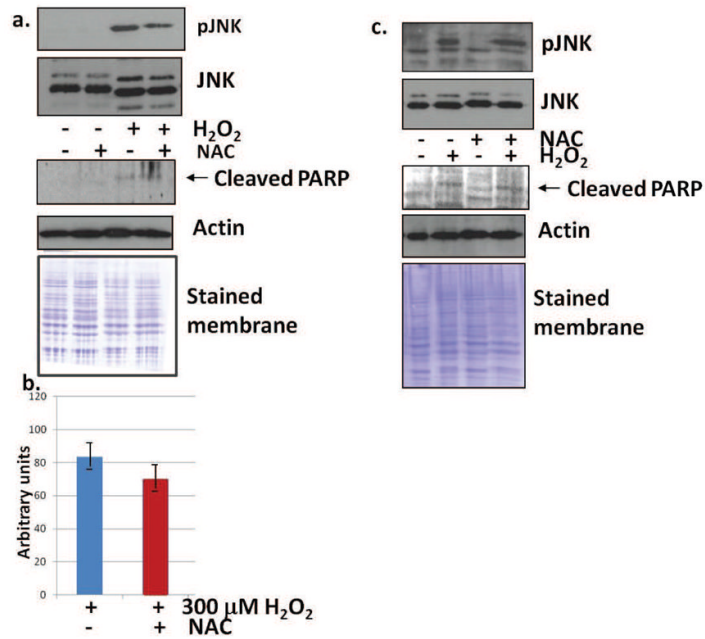 a.
pJNK
JNK
- - + + H₂O₂
- + - + NAC
← Cleaved PARP
Actin
Stained
membrane
b.
120
100
80
60
40
20
0
Arbitrary units
+ + 300 µM H₂O₂
- + NAC
c.
pJNK
JNK
- - + + NAC
- + - + H₂O₂
← Cleaved PARP
Actin
Stained
membrane